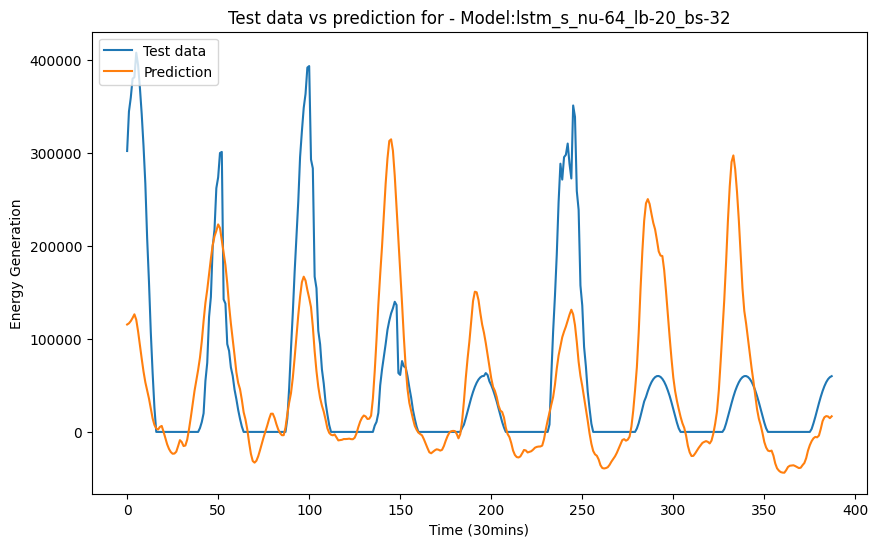 Test data vs prediction for - Model:lstm_s_nu-64_lb-20_bs-32
Test data
Prediction
Energy Generation
400000
300000
200000
100000
0
0 50 100 150 200 250 300 350 400
Time (30mins)